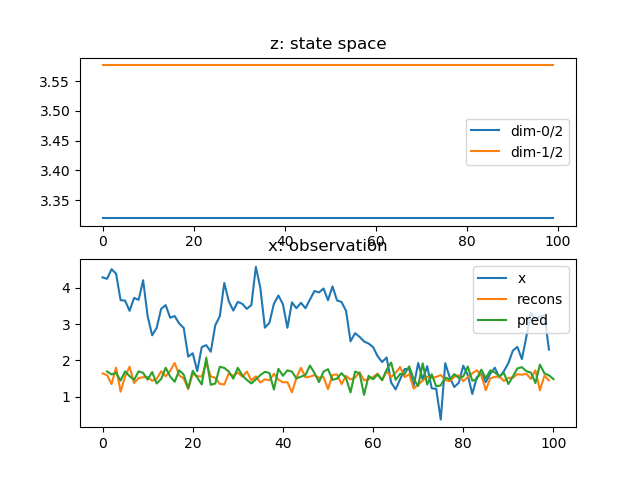 z: state space
3.55
3.50
3.45
3.40
3.35
dim-0/2
dim-1/2
0 20 40 60 80 100
x: observation
4
3
2
1
x
recons
pred
0 20 40 60 80 100